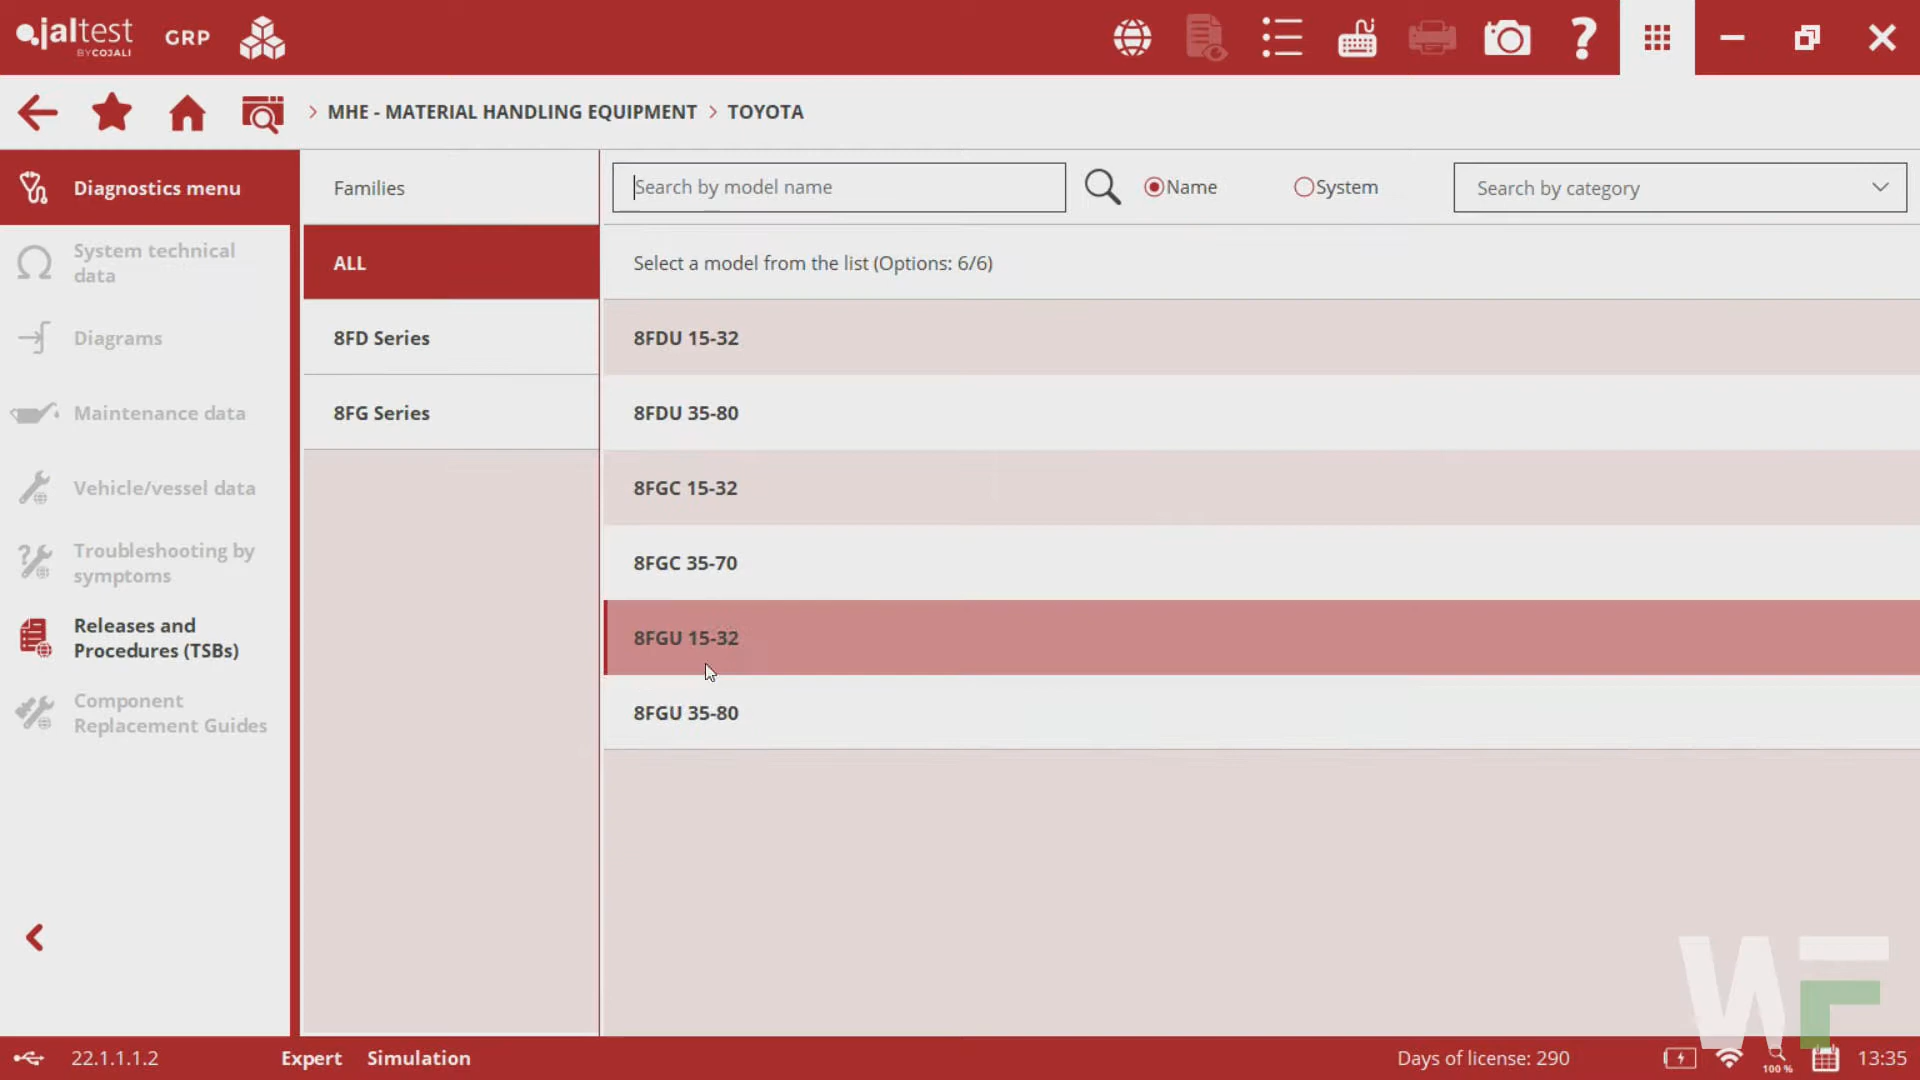 jaltest
BY COJALI
GRP
MHE - MATERIAL HANDLING EQUIPMENT
TOYOTA
Diagnostics menu
System technical
data
Diagrams
Maintenance data
Vehicle/vessel data
Troubleshooting by
symptoms
Releases and
Procedures (TSBs)
Component
Replacement Guides
Families
ALL
8FD Series
8FG Series
Search by model name
Name
System
Search by category
Select a model from the list (Options: 6/6)
8FDU 15-32
8FDU 35-80
8FGC 15-32
8FGC 35-70
8FGU 15-32
8FGU 35-80
WF
22.1.1.1.2
Expert
Simulation
Days of license: 290
100 %
13:35